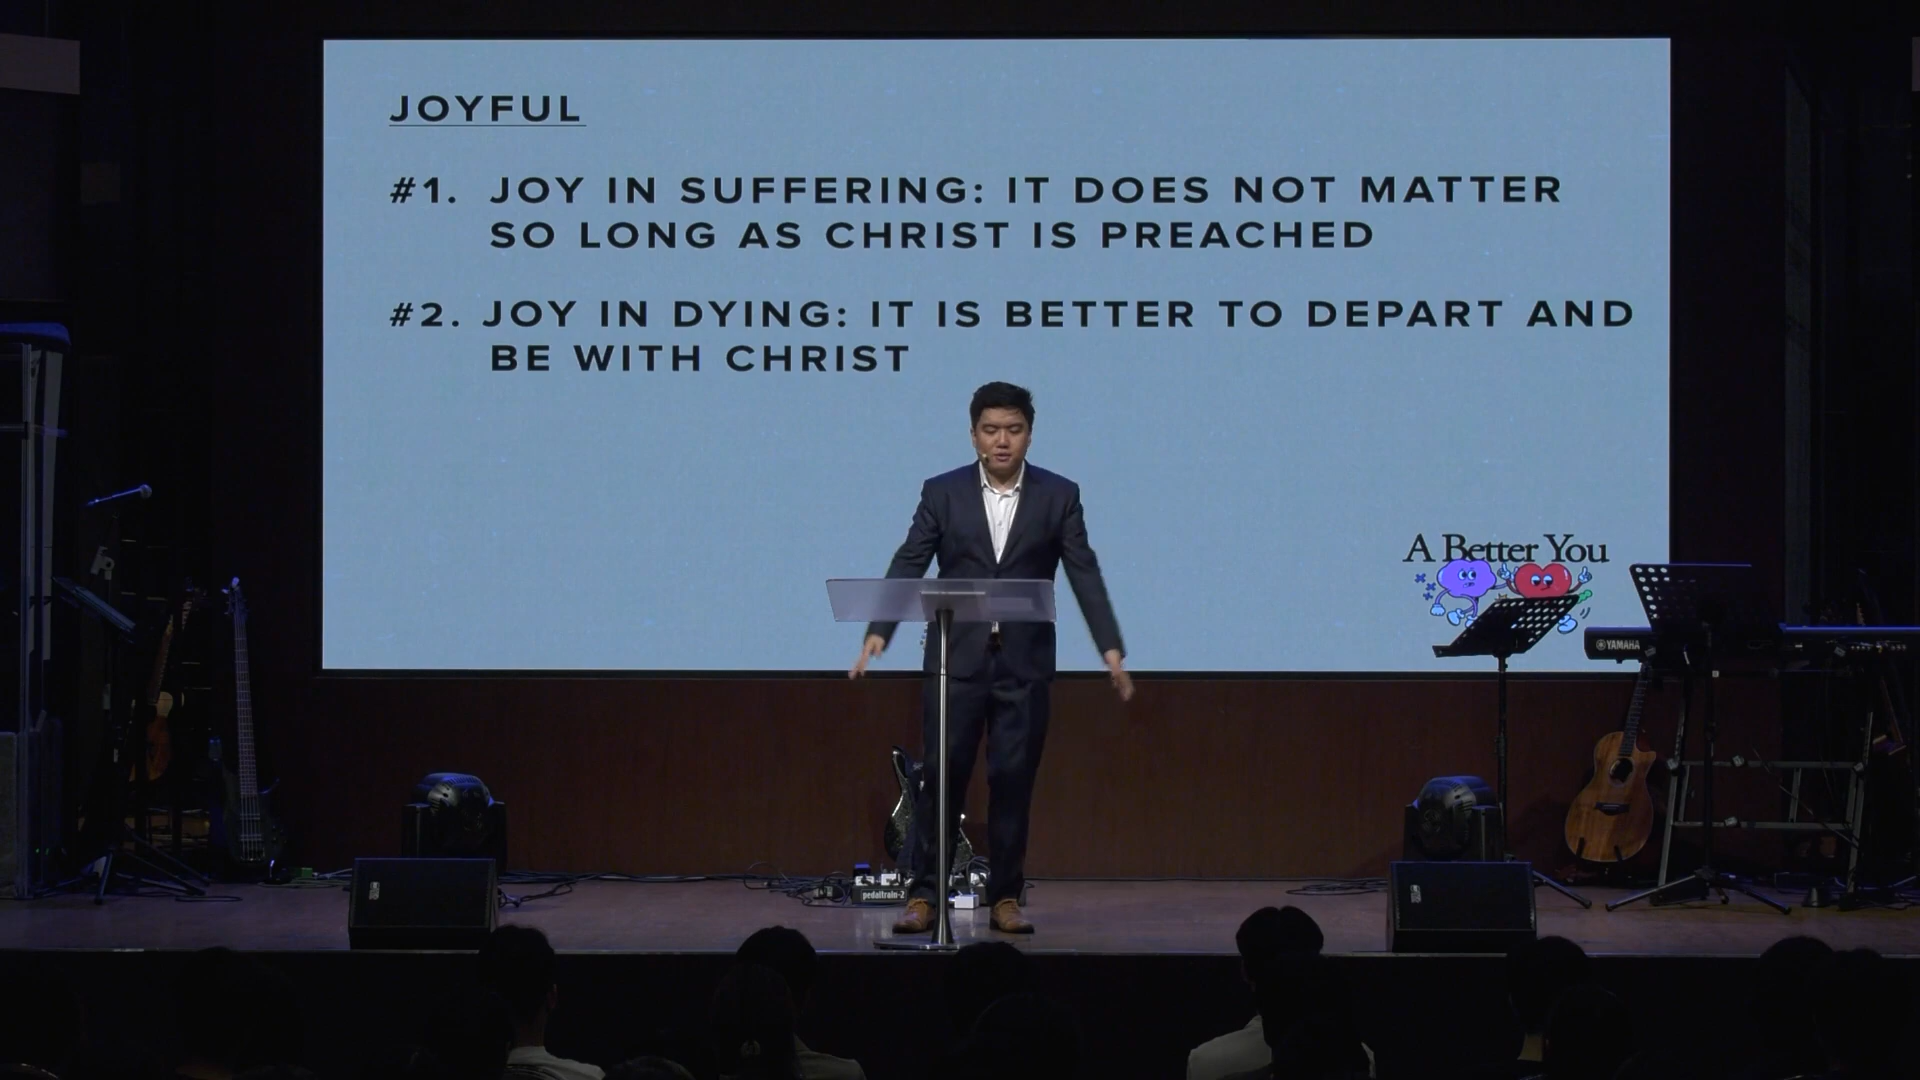 JOYFUL
#1. JOY IN SUFFERING: IT DOES NOT MATTER
SO LONG AS CHRIST IS PREACHED
#2. JOY IN DYING: IT IS BETTER TO DEPART AND
BE WITH CHRIST
A Better You
YAMAHA
pedaltrain-2